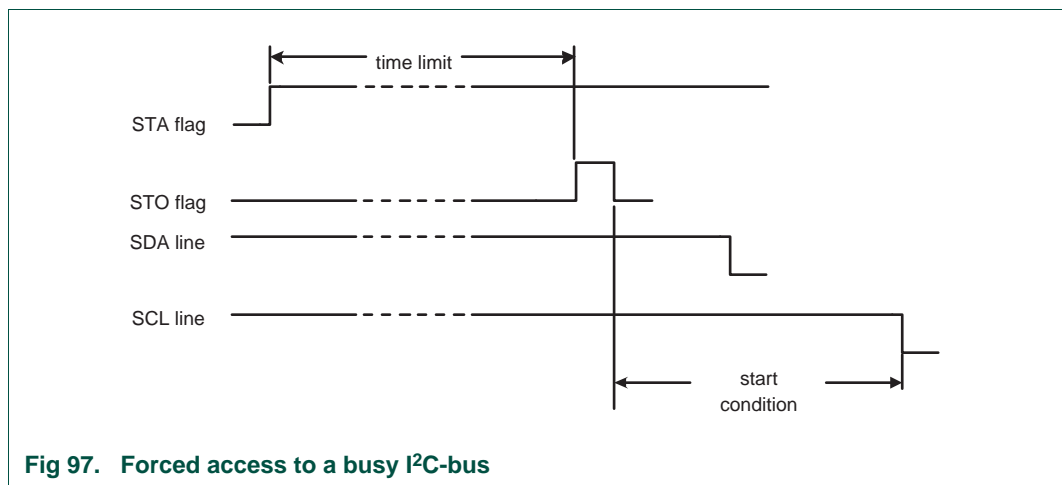 time limit
STA flag
STO flag
SDA line
SCL line
start
condition
Fig 97. Forced access to a busy I²C-bus